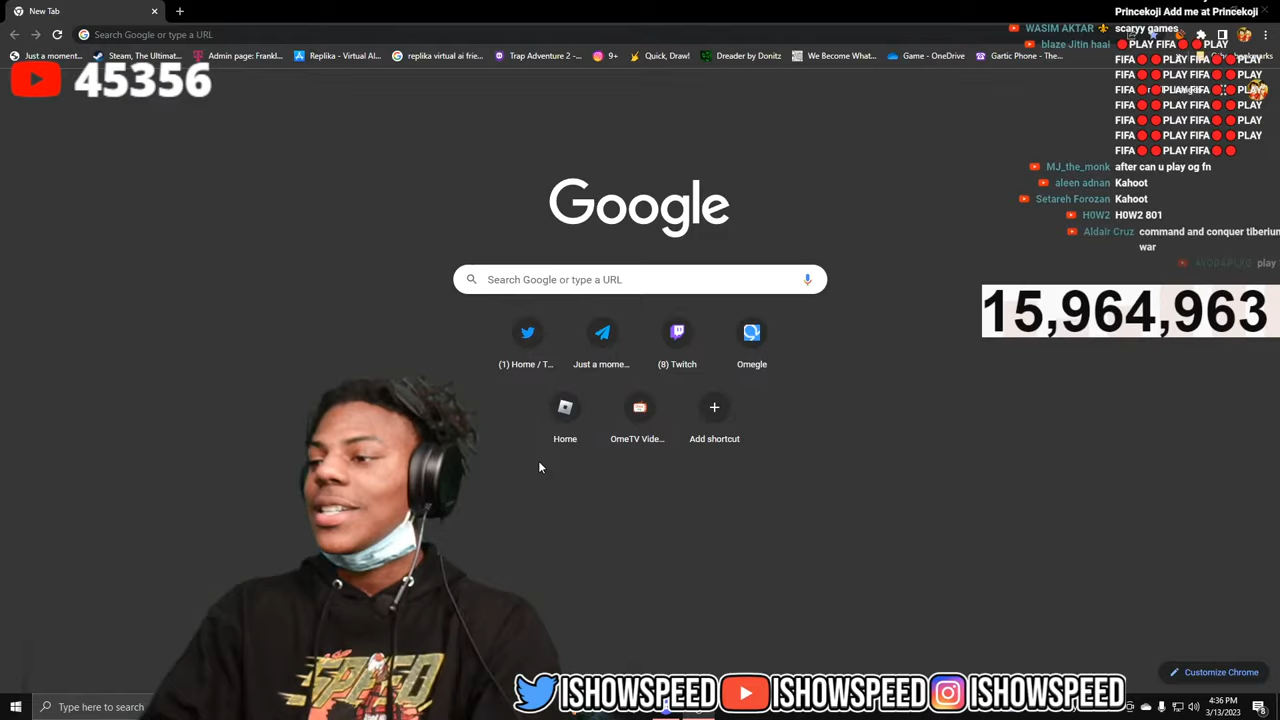 New Tab
Search Google or type a URL
Just a moment...
Steam, The Ultimat...
Admin page: Frankl...
Replika - Virtual AI...
replika virtual ai frie...
Trap Adventure 2 -...
9+
Quick, Draw!
Dreader by Donitz
We Become What...
Game - OneDrive
Gartic Phone - The...
45356
Princekoji Add me at Princekoji
WASIM AKTAR scaryy games
blaze Jitin haai PLAY FIFA PLAY
FIFA PLAY FIFA PLAY
FIFA PLAY FIFA PLAY
FIFA PLAY FIFA PLAY
FIFA PLAY FIFA PLAY
FIFA PLAY FIFA PLAY
FIFA PLAY FIFA PLAY
FIFA PLAY FIFA
MJ_the_monk after can u play og fn
aleen adnan Kahoot
Setareh Forozan Kahoot
H0W2 H0W2 801
Aldair Cruz command and conquer tiberium
war
play
Google
Search Google or type a URL
15,964,963
(1) Home / T...
Just a mome...
(8) Twitch
Omegle
Home
OmeTV Vide...
Add shortcut
SPEED
Customize Chrome
ISHOWSPEED ISHOWSPEED ISHOWSPEED
Type here to search
4:36 PM
3/13/2023